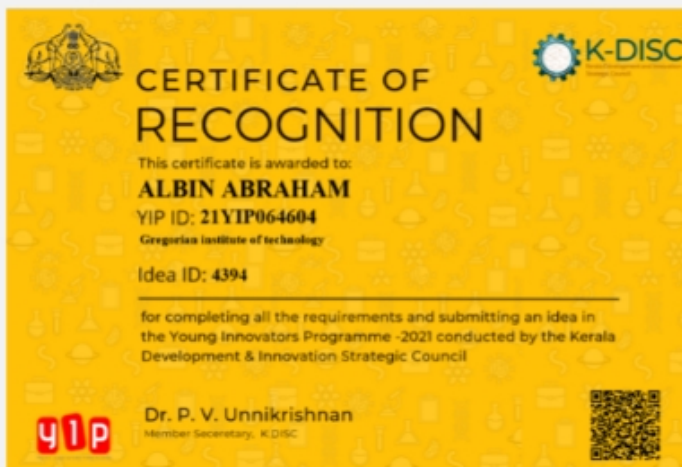 K-DISC
CERTIFICATE OF
RECOGNITION
This certificate is awarded to:
ALBIN ABRAHAM
YIP ID: 21YIP064604
Gregorian institute of technology
Idea ID: 4394
for completing all the requirements and submitting an idea in
the Young Innovators Programme -2021 conducted by the Kerala
Development & Innovation Strategic Council
Dr. P. V. Unnikrishnan
Member Seceretary, K.DISC
yip